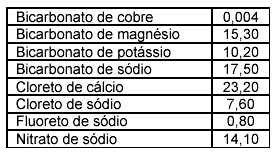 Bicarbonato de cobre 0,004
Bicarbonato de magnésio 15,30
Bicarbonato de potássio 10,20
Bicarbonato de sódio 17,50
Cloreto de cálcio 23,20
Cloreto de sódio 7,60
Fluoreto de sódio 0,80
Nitrato de sódio 14,10